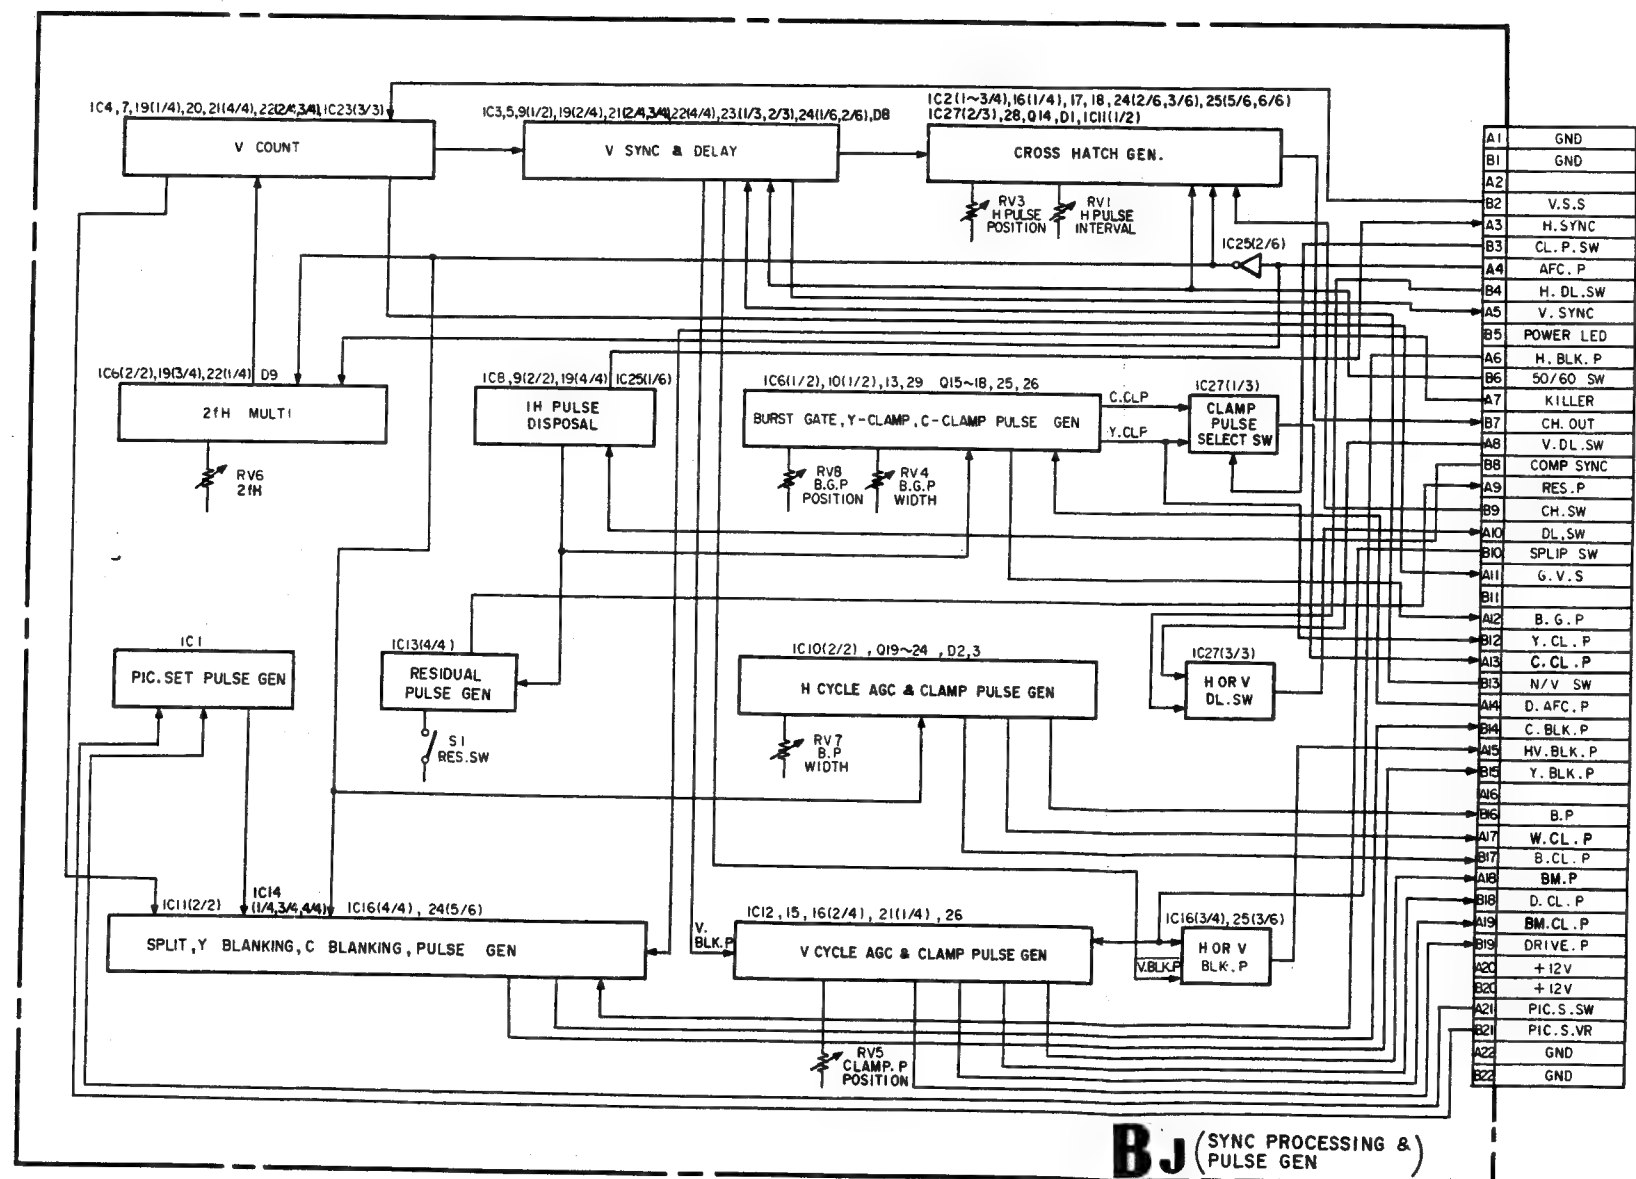 IC4,7,19(1/4),20,21(4/4),22(2/4,3/4),IC23(3/3)
V COUNT
IC3,5,9(1/2),19(2/4),21(2/4,3/4),22(4/4),23(1/3,2/3),24(1/6,2/6),D8
V SYNC & DELAY
IC2(1~3/4),16(1/4),17,18,24(2/6,3/6),25(5/6,6/6)
IC27(2/3),28,Q14,D1,IC11(1/2)
CROSS HATCH GEN.
RV3
H PULSE
POSITION
RV1
H PULSE
INTERVAL
IC25(2/6)
IC6(2/2),19(3/4),22(1/4) D9
2fH MULTI
RV6
2fH
IC8,9(2/2),19(4/4) IC25(1/6)
1H PULSE
DISPOSAL
IC6(1/2),10(1/2),13,29 Q15~18,25,26
BURST GATE,Y-CLAMP,C-CLAMP PULSE GEN
C.CLP
Y.CLP
IC27(1/3)
CLAMP
PULSE
SELECT SW
RV8
B.G.P
POSITION
RV4
B.G.P
WIDTH
IC1
PIC.SET PULSE GEN
IC13(4/4)
RESIDUAL
PULSE GEN
S1
RES.SW
IC10(2/2) ,Q19~24 ,D2,3
H CYCLE AGC & CLAMP PULSE GEN
RV7
B.P
WIDTH
IC27(3/3)
H OR V
DL.SW
IC11(2/2)
IC14
(1/4,3/4,4/4)
IC16(4/4), 24(5/6)
SPLIT,Y BLANKING,C BLANKING,PULSE GEN
V.
BLK.P
IC12,15,16(2/4),21(1/4),26
V CYCLE AGC & CLAMP PULSE GEN
RV5
CLAMP.P
POSITION
V.BLK.P
IC16(3/4),25(3/6)
H OR V
BLK.P
A1 GND
B1 GND
A2
B2 V.S.S
A3 H.SYNC
B3 CL.P.SW
A4 AFC.P
B4 H.DL.SW
A5 V.SYNC
B5 POWER LED
A6 H.BLK.P
B6 50/60 SW
A7 KILLER
B7 CH.OUT
A8 V.DL.SW
B8 COMP SYNC
A9 RES.P
B9 CH.SW
A10 DL,SW
B10 SPLIP SW
A11 G.V.S
B11
A12 B.G.P
B12 Y.CL.P
A13 C.CL.P
B13 N/V SW
A14 D.AFC.P
B14 C.BLK.P
A15 HV.BLK.P
B15 Y.BLK.P
A16
B16 B.P
A17 W.CL.P
B17 B.CL.P
A18 BM.P
B18 D.CL.P
A19 BM.CL.P
B19 DRIVE.P
A20 +12V
B20 +12V
A21 PIC.S.SW
B21 PIC.S.VR
A22 GND
B22 GND
BJ (SYNC PROCESSING &
PULSE GEN)